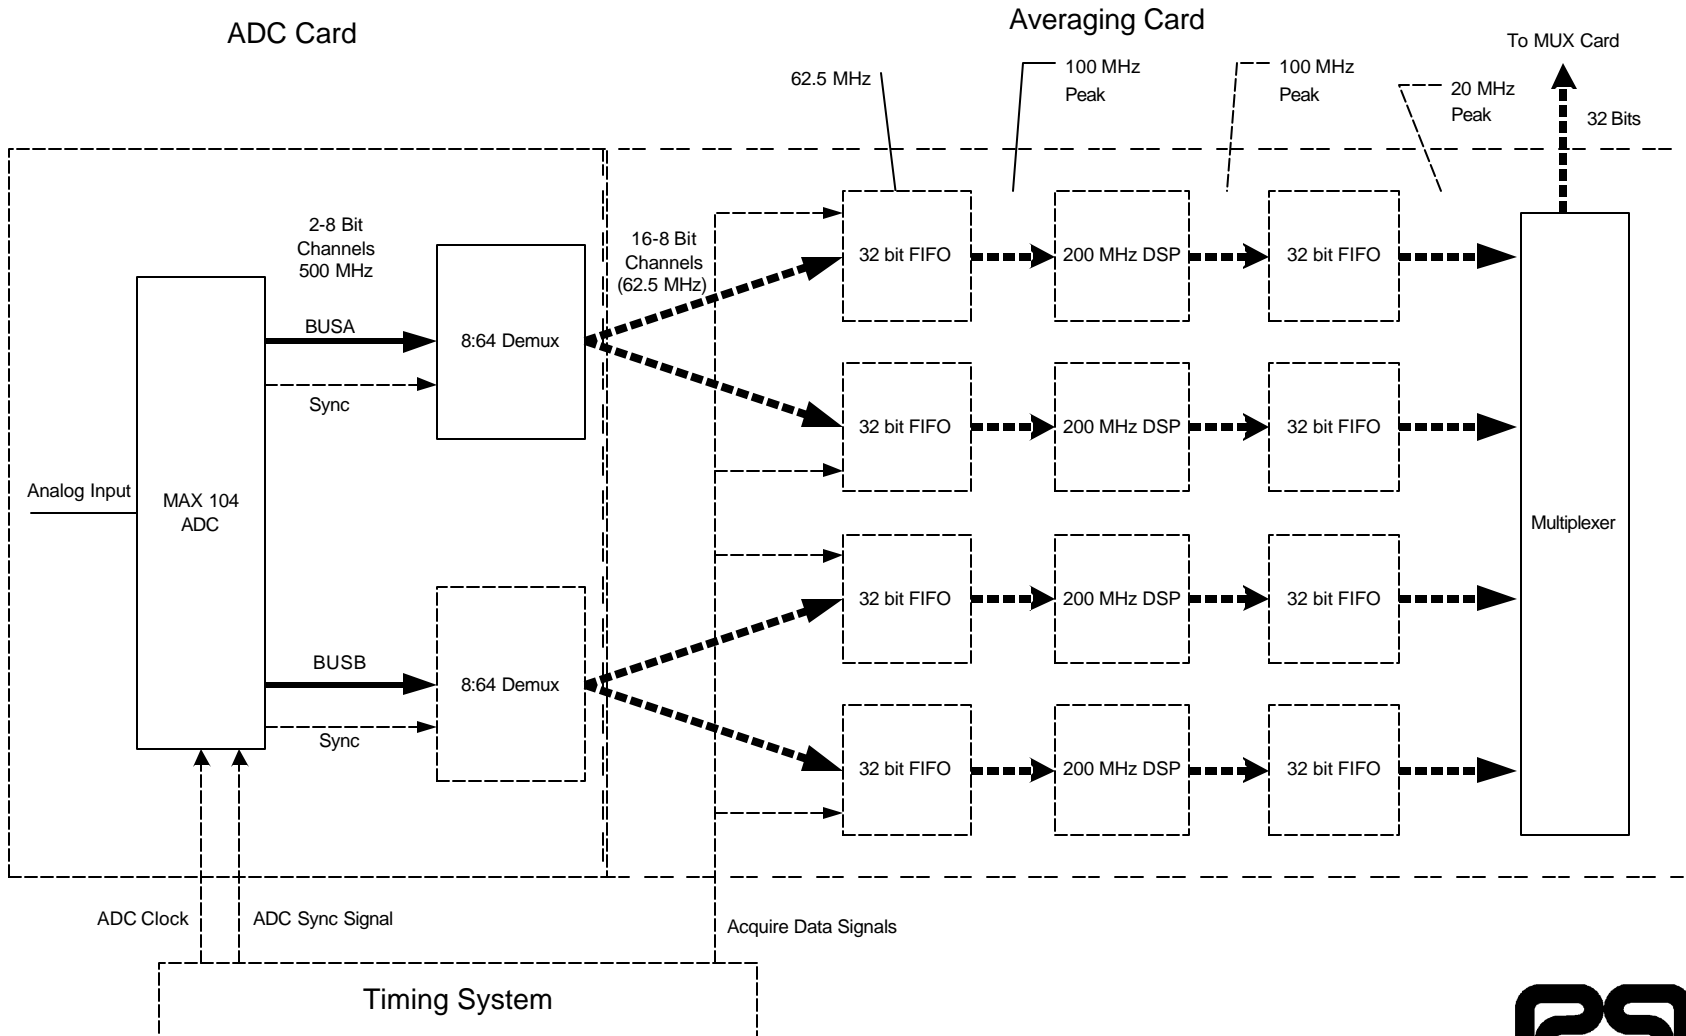 ADC Card
Averaging Card
To MUX Card
62.5 MHz
100 MHz
Peak
100 MHz
Peak
20 MHz
Peak
32 Bits
2-8 Bit
Channels
500 MHz
16-8 Bit
Channels
(62.5 MHz)
BUSA
Sync
8:64 Demux
32 bit FIFO
200 MHz DSP
32 bit FIFO
32 bit FIFO
200 MHz DSP
32 bit FIFO
Analog Input
MAX 104
ADC
Multiplexer
32 bit FIFO
200 MHz DSP
32 bit FIFO
BUSB
Sync
8:64 Demux
32 bit FIFO
200 MHz DSP
32 bit FIFO
ADC Clock
ADC Sync Signal
Acquire Data Signals
Timing System